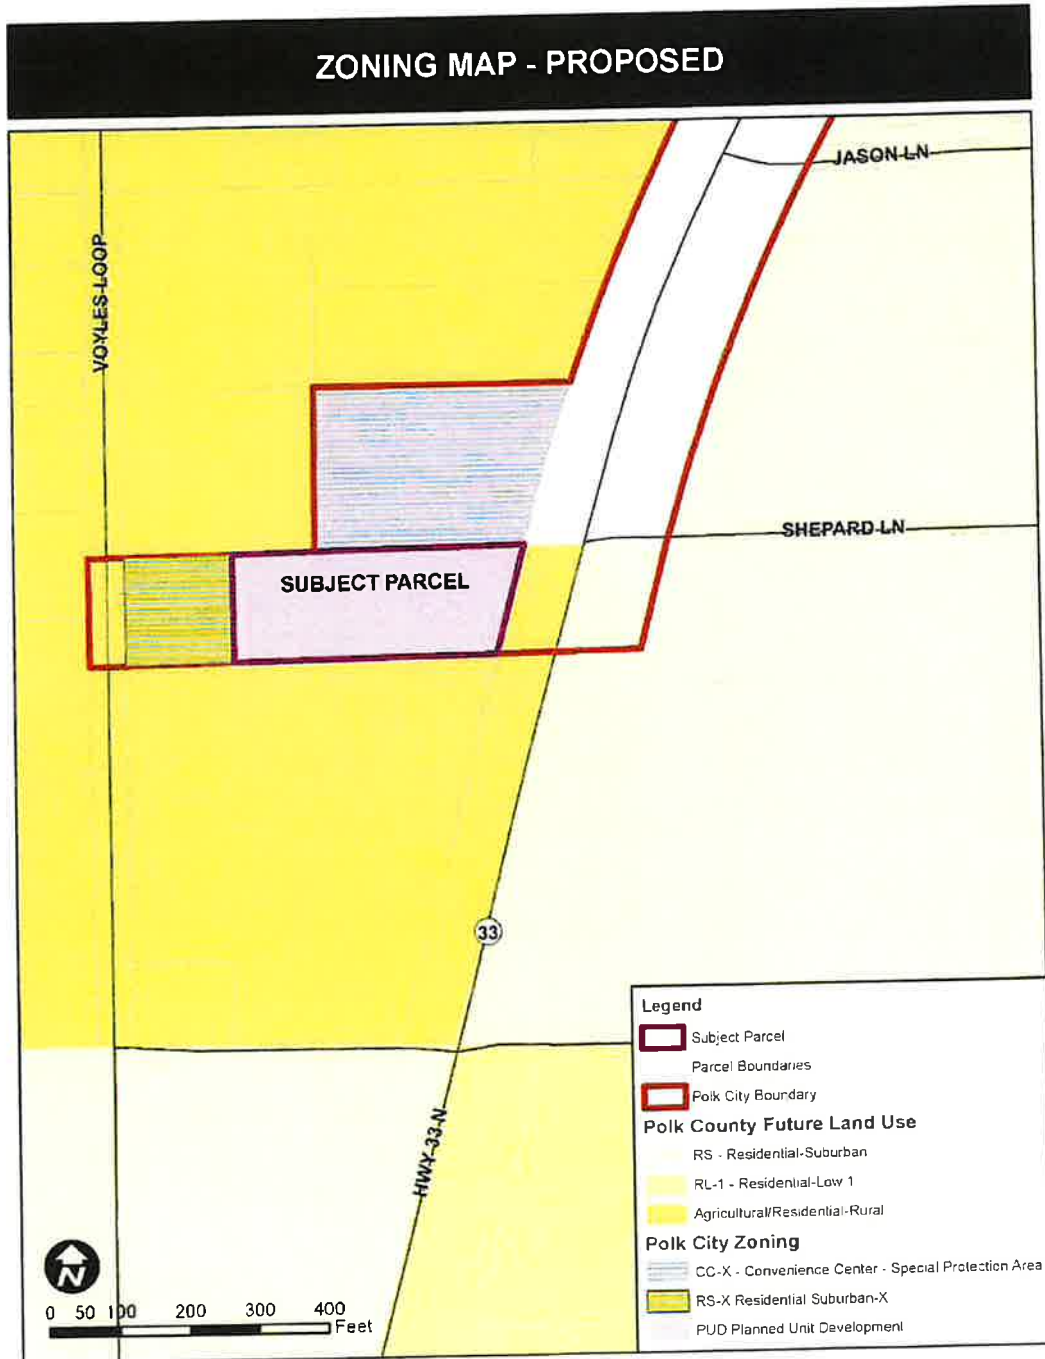 ZONING MAP - PROPOSED
JASON LN
VOYLES LOOP
SHEPARD LN
SUBJECT PARCEL
33
HWY 33 N
Legend
Subject Parcel
Parcel Boundaries
Polk City Boundary
Polk County Future Land Use
RS - Residential-Suburban
RL-1 - Residential-Low 1
Agricultural/Residential-Rural
Polk City Zoning
CC-X - Convenience Center - Special Protection Area
RS-X Residential Suburban-X
PUD Planned Unit Development
N
0 50 100 200 300 400
Feet